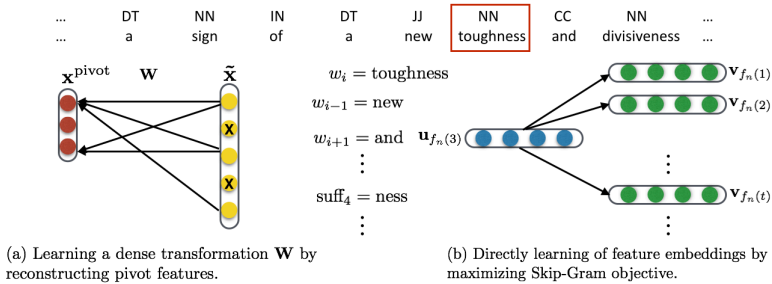 ... DT NN IN DT JJ NN CC NN ...
... a sign of a new toughness and divisiveness ...
x^pivot W x̃
X
X
w_i = toughness
w_{i−1} = new
w_{i+1} = and
⋮
suff_4 = ness
⋮
u_{f_n(3)}
v_{f_n(1)}
v_{f_n(2)}
⋮
v_{f_n(t)}
⋮
(a) Learning a dense transformation W by
reconstructing pivot features.
(b) Directly learning of feature embeddings by
maximizing Skip-Gram objective.